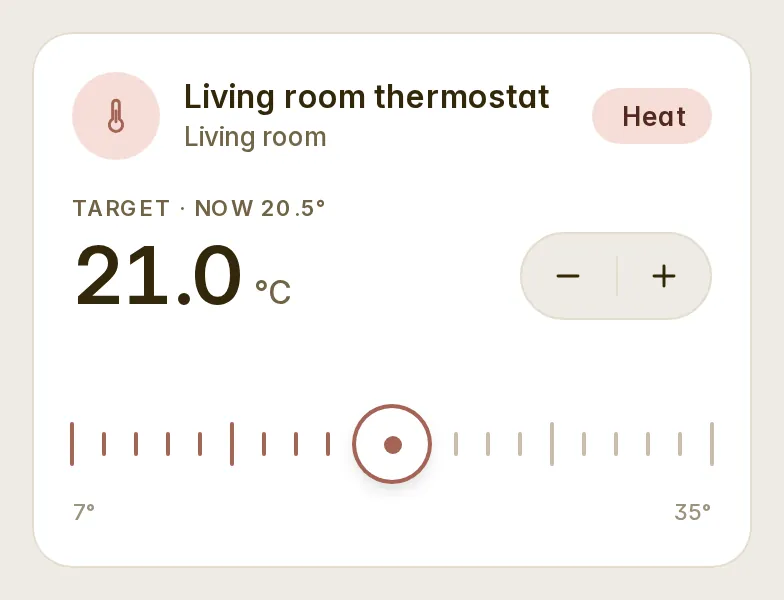 Living room thermostat
Living room
Heat
TARGET · NOW 20.5°
21.0 °C
− +
7° 35°